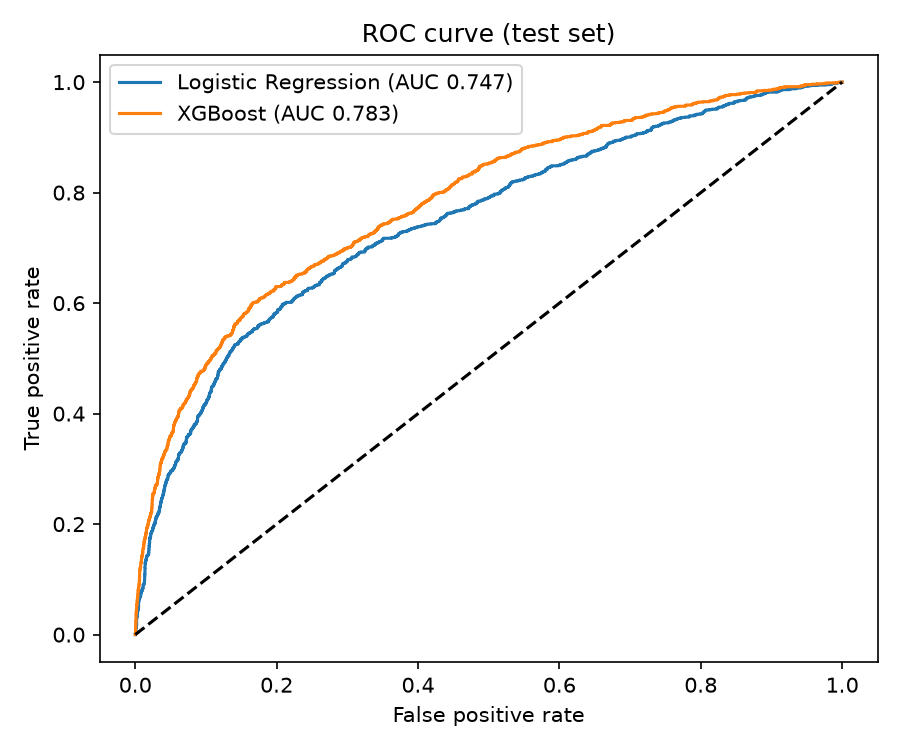 ROC curve (test set)
Logistic Regression (AUC 0.747)
XGBoost (AUC 0.783)
1.0
0.8
0.6
0.4
0.2
0.0
True positive rate
0.0 0.2 0.4 0.6 0.8 1.0
False positive rate